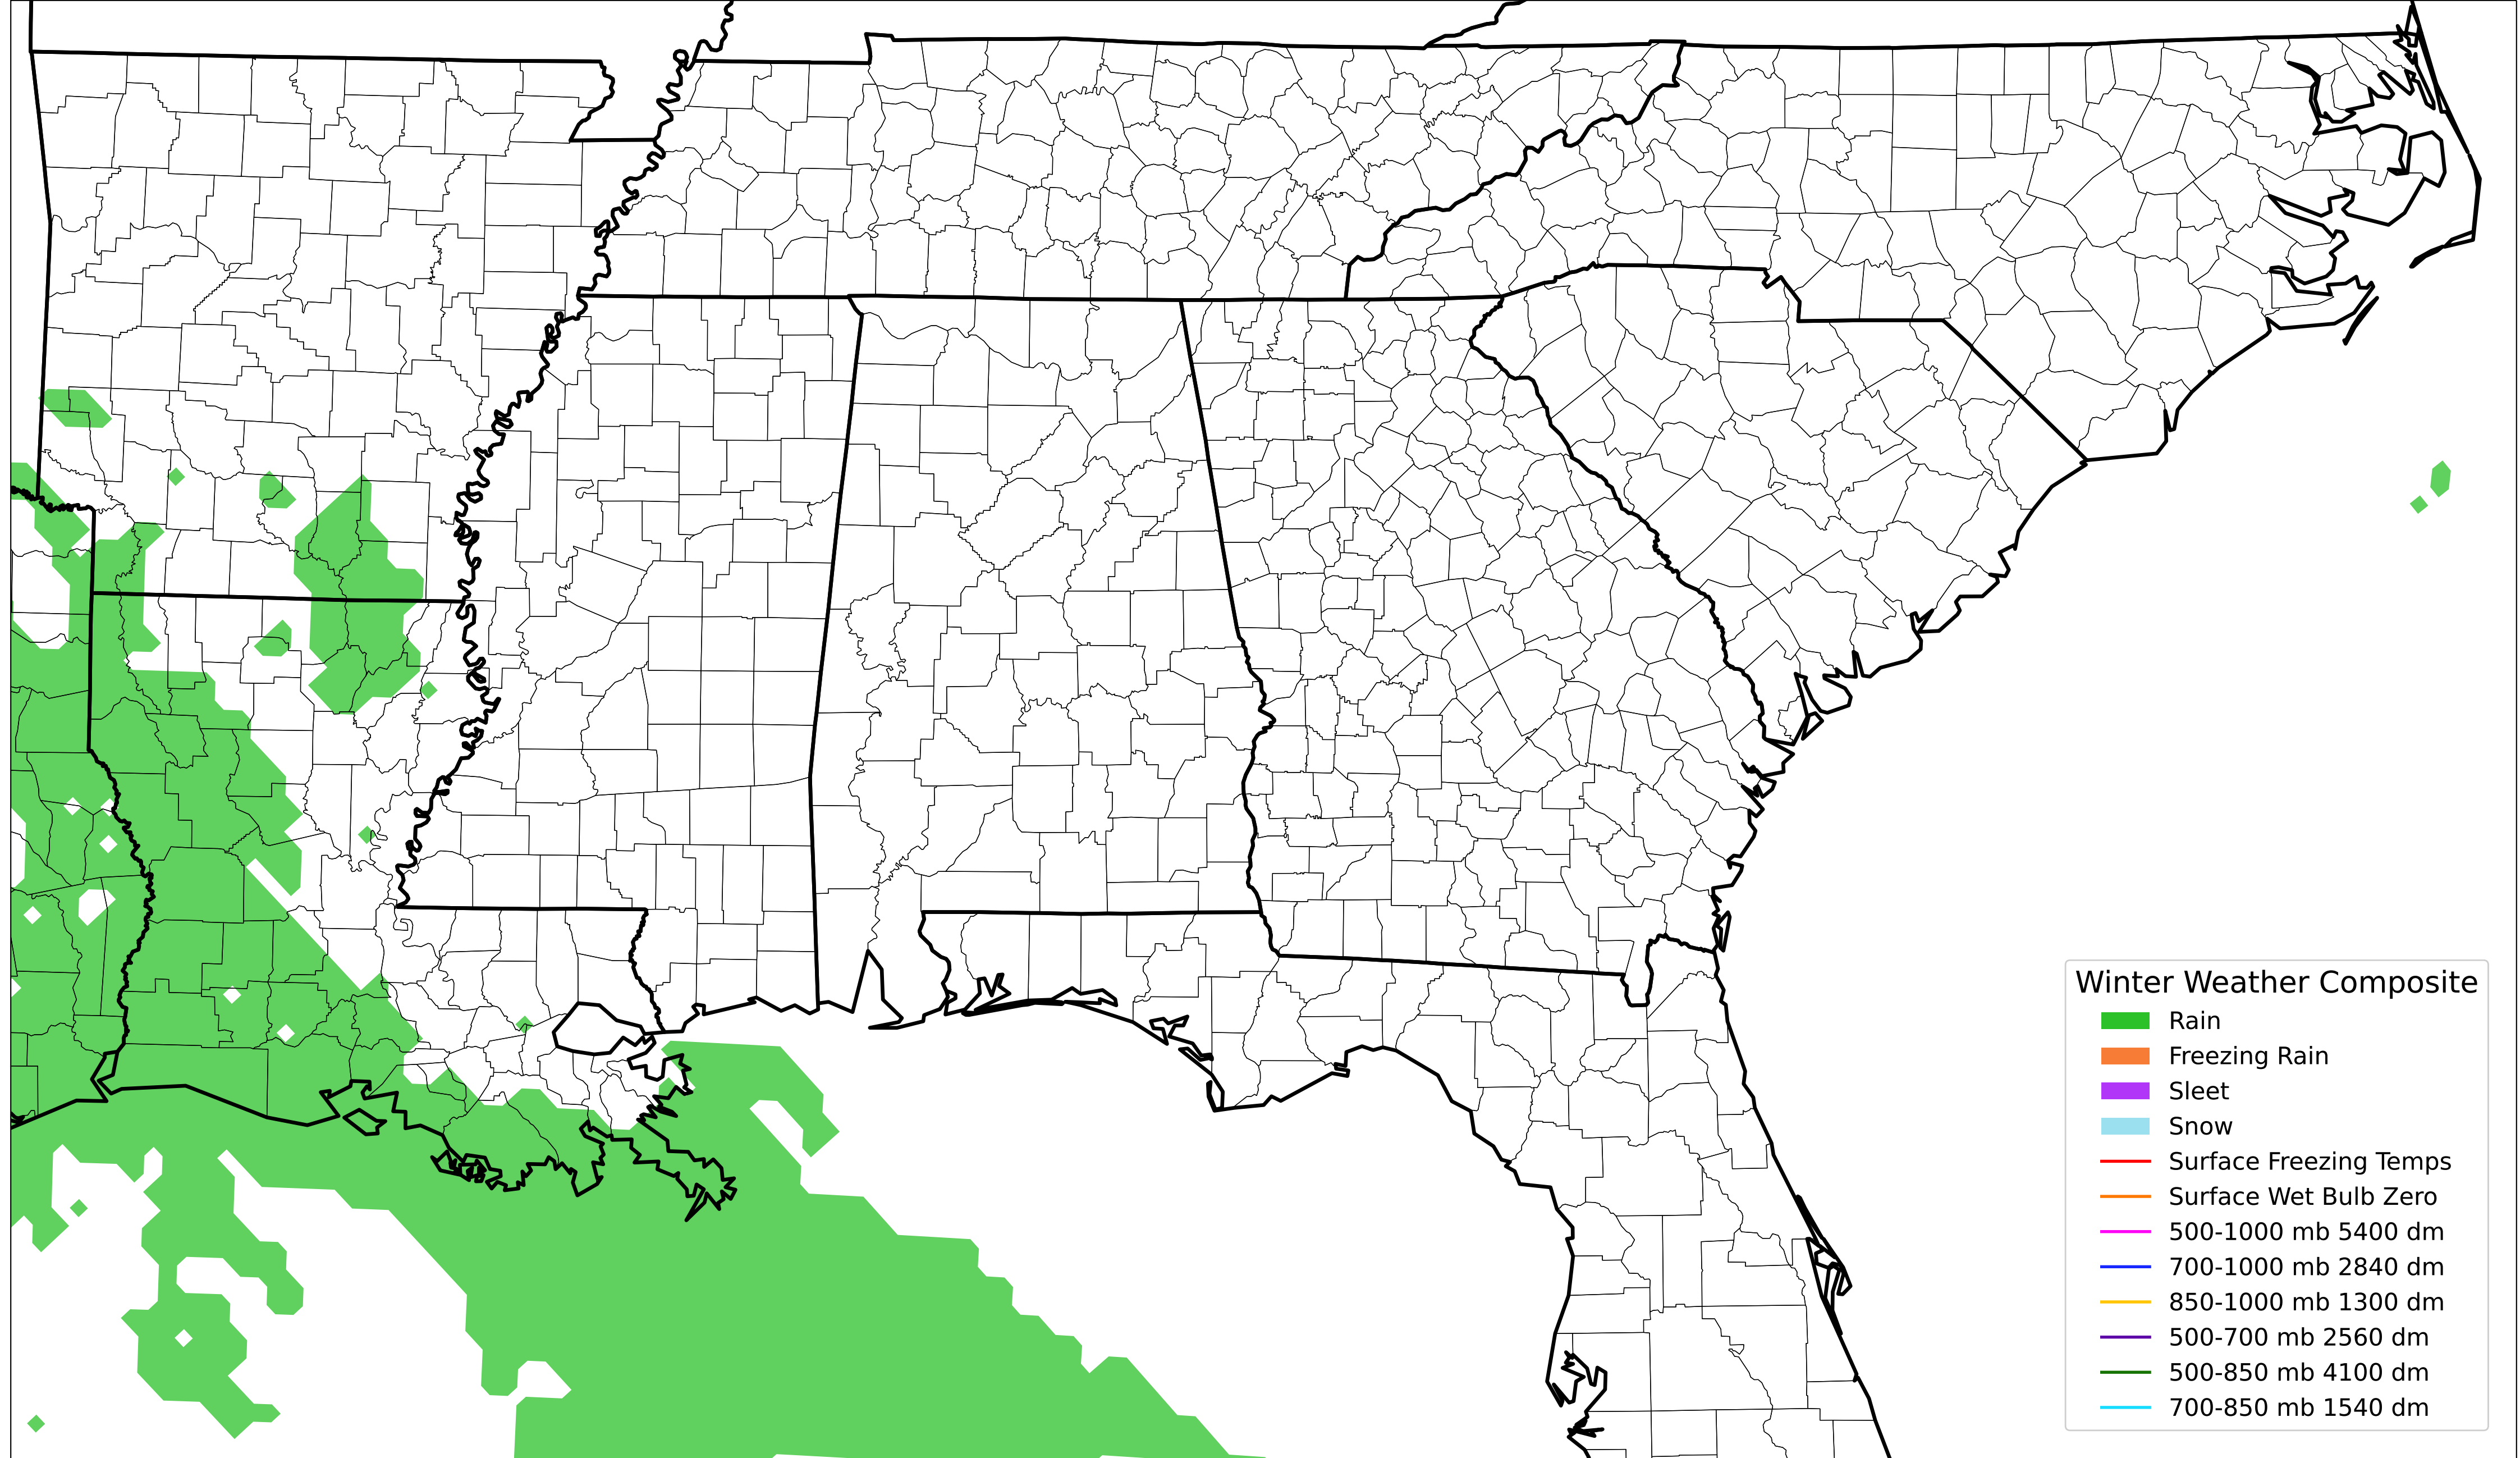 Winter Weather Composite
Rain
Freezing Rain
Sleet
Snow
Surface Freezing Temps
Surface Wet Bulb Zero
500-1000 mb 5400 dm
700-1000 mb 2840 dm
850-1000 mb 1300 dm
500-700 mb 2560 dm
500-850 mb 4100 dm
700-850 mb 1540 dm